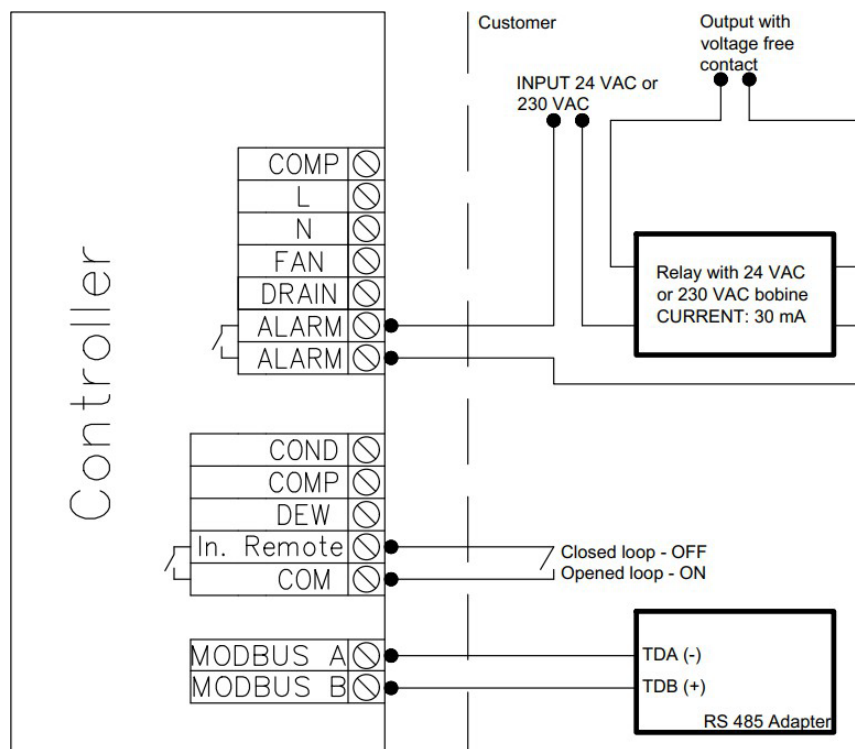 Customer
Output with
voltage free
contact
INPUT 24 VAC or
230 VAC
Controller
COMP
L
N
FAN
DRAIN
ALARM
ALARM
Relay with 24 VAC
or 230 VAC bobine
CURRENT: 30 mA
COND
COMP
DEW
In. Remote
COM
Closed loop - OFF
Opened loop - ON
MODBUS A
MODBUS B
TDA (-)
TDB (+)
RS 485 Adapter